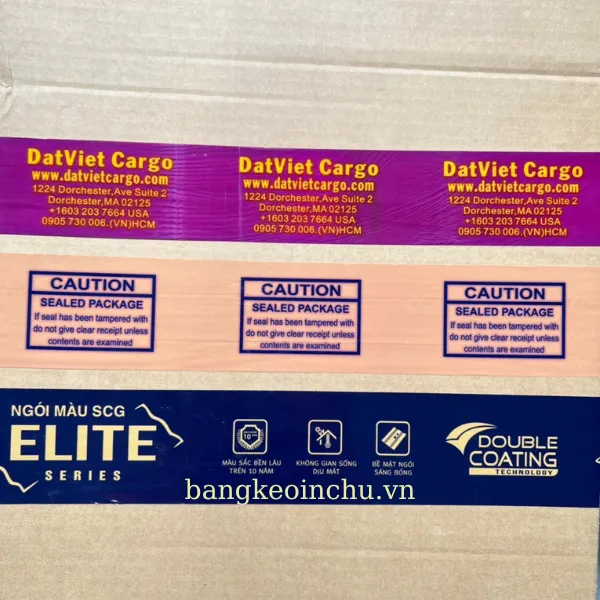 DatViet Cargo
www.datvietcargo.com
1224 Dorchester,Ave Suite 2
Dorchester,MA 02125
+1603 203 7664 USA
0905 730 006.(VN)HCM
DatViet Cargo
www.datvietcargo.com
1224 Dorchester,Ave Suite 2
Dorchester,MA 02125
+1603 203 7664 USA
0905 730 006.(VN)HCM
DatViet Cargo
www.datvietcargo.com
1224 Dorchester,Ave Suite 2
Dorchester,MA 02125
+1603 203 7664 USA
0905 730 006.(VN)HCM
CAUTION
SEALED PACKAGE
If seal has been tampered with
do not give clear receipt unless
contents are examined
CAUTION
SEALED PACKAGE
If seal has been tampered with
do not give clear receipt unless
contents are examined
CAUTION
SEALED PACKAGE
If seal has been tampered with
do not give clear receipt unless
contents are examined
NGÓI MÀU SCG
ELITE
SERIES
10
MÀU SẮC BỀN LÂU
TRÊN 10 NĂM
KHÔNG GIAN SỐNG
DỊU MÁT
BỀ MẶT NGÓI
SÁNG BÓNG
DOUBLE
COATING
TECHNOLOGY
bangkeoinchu.vn